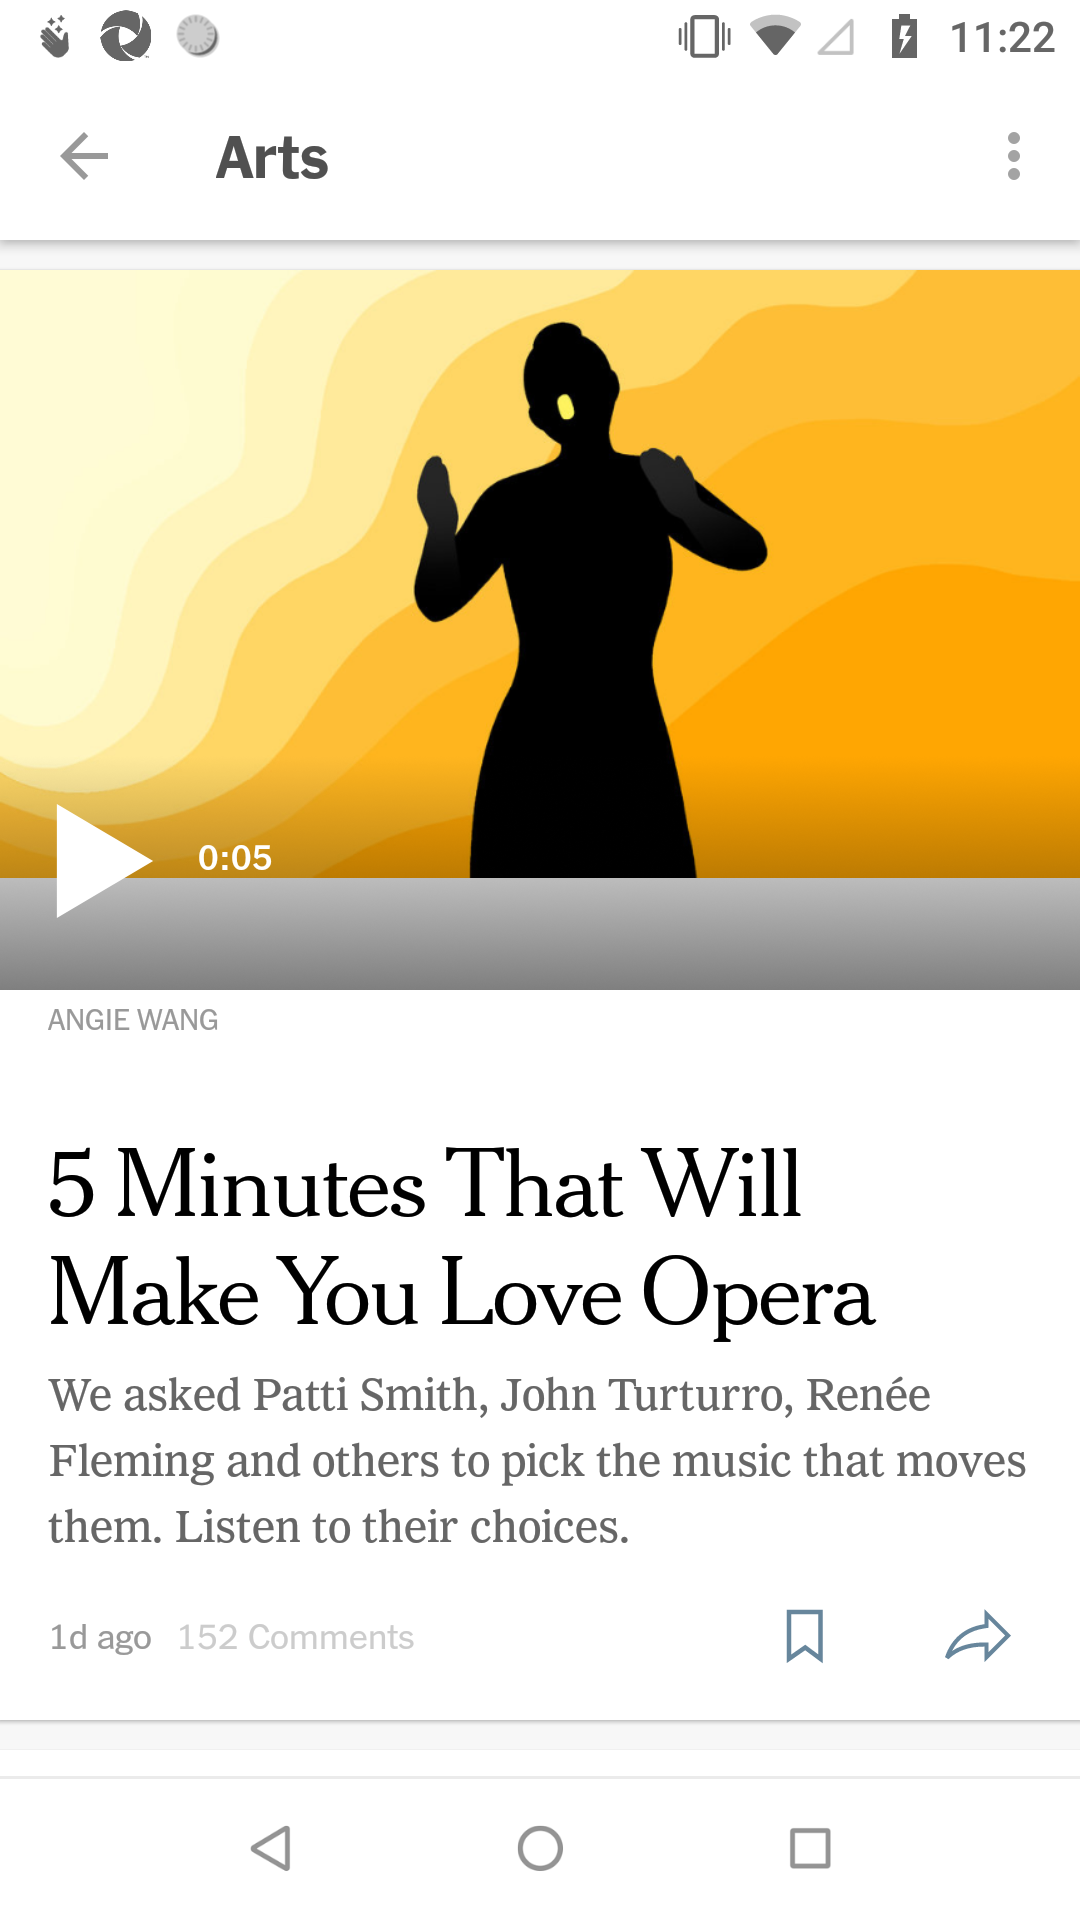 11:22
Arts
0:05
ANGIE WANG
5 Minutes That Will
Make You Love Opera
We asked Patti Smith, John Turturro, Renée
Fleming and others to pick the music that moves
them. Listen to their choices.
1d ago 152 Comments